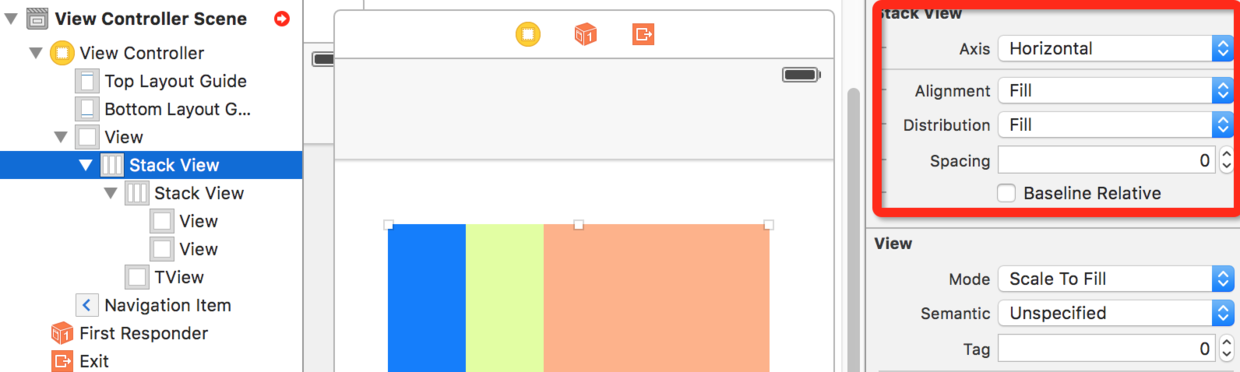 View Controller Scene
View Controller
Top Layout Guide
Bottom Layout G...
View
Stack View
Stack View
View
View
TView
Navigation Item
First Responder
Exit
Stack View
Axis Horizontal
Alignment Fill
Distribution Fill
Spacing 0
Baseline Relative
View
Mode Scale To Fill
Semantic Unspecified
Tag 0